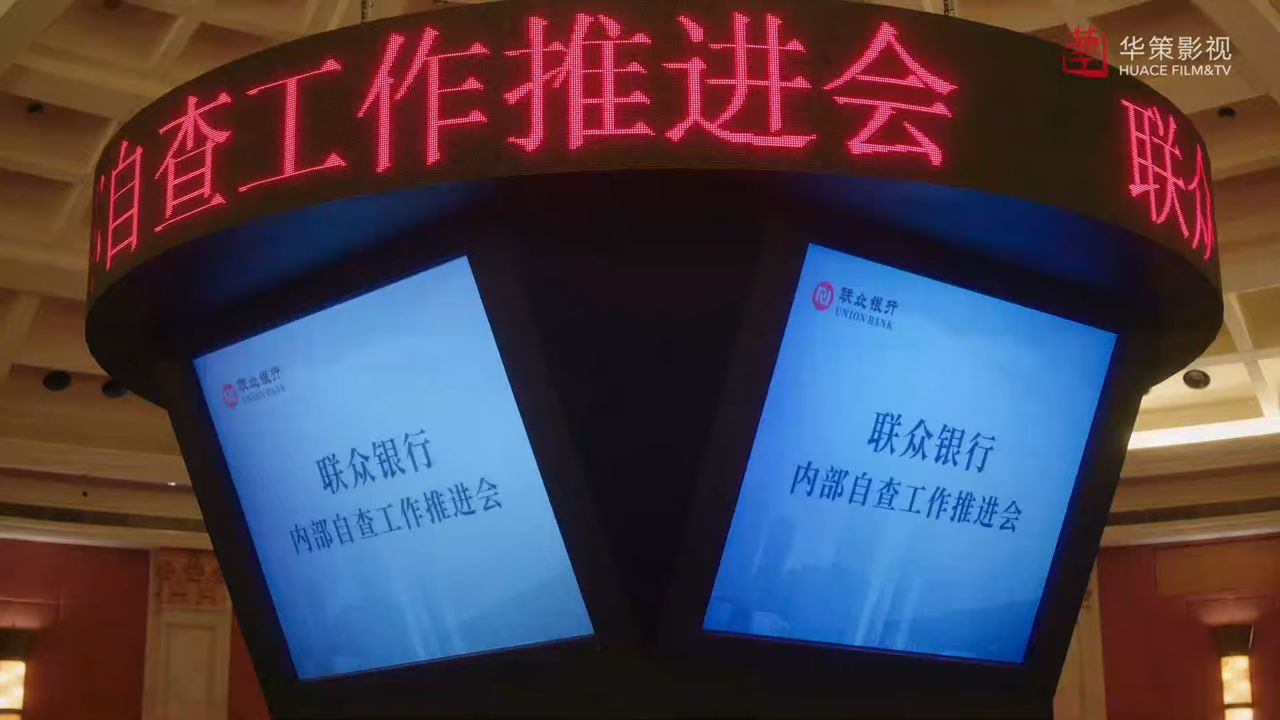 华策影视
HUACE FILM&TV
自查工作推进会
联众
联众银行
UNION BANK
联众银行
内部自查工作推进会
联众银行
UNION BANK
联众银行
内部自查工作推进会